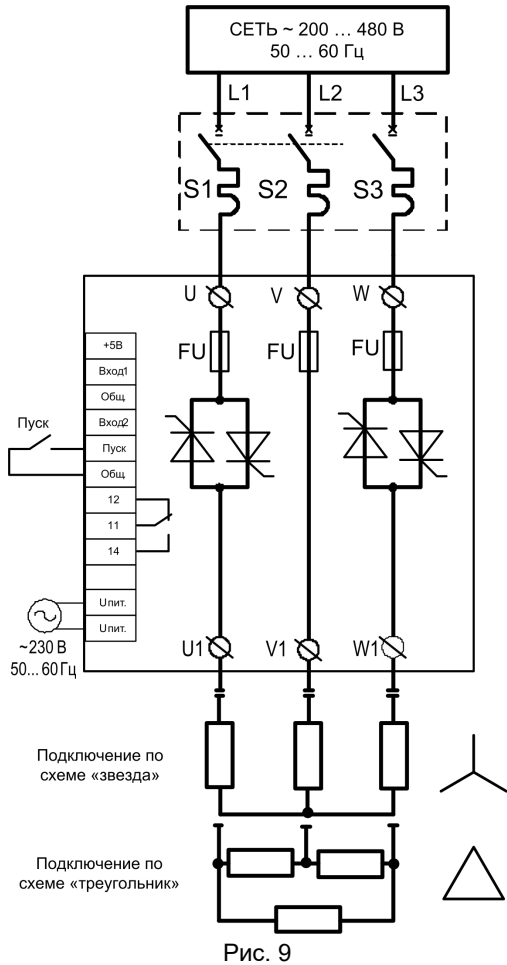 СЕТЬ ~ 200 ... 480 В
50 ... 60 Гц
L1
L2
L3
S1
S2
S3
U
V
W
FU
FU
FU
+5В
Вход1
Общ.
Вход2
Пуск
Пуск
Общ.
12
11
14
Uпит.
Uпит.
~230 В
50... 60 Гц
U1
V1
W1
Подключение по
схеме «звезда»
Подключение по
схеме «треугольник»
Рис. 9